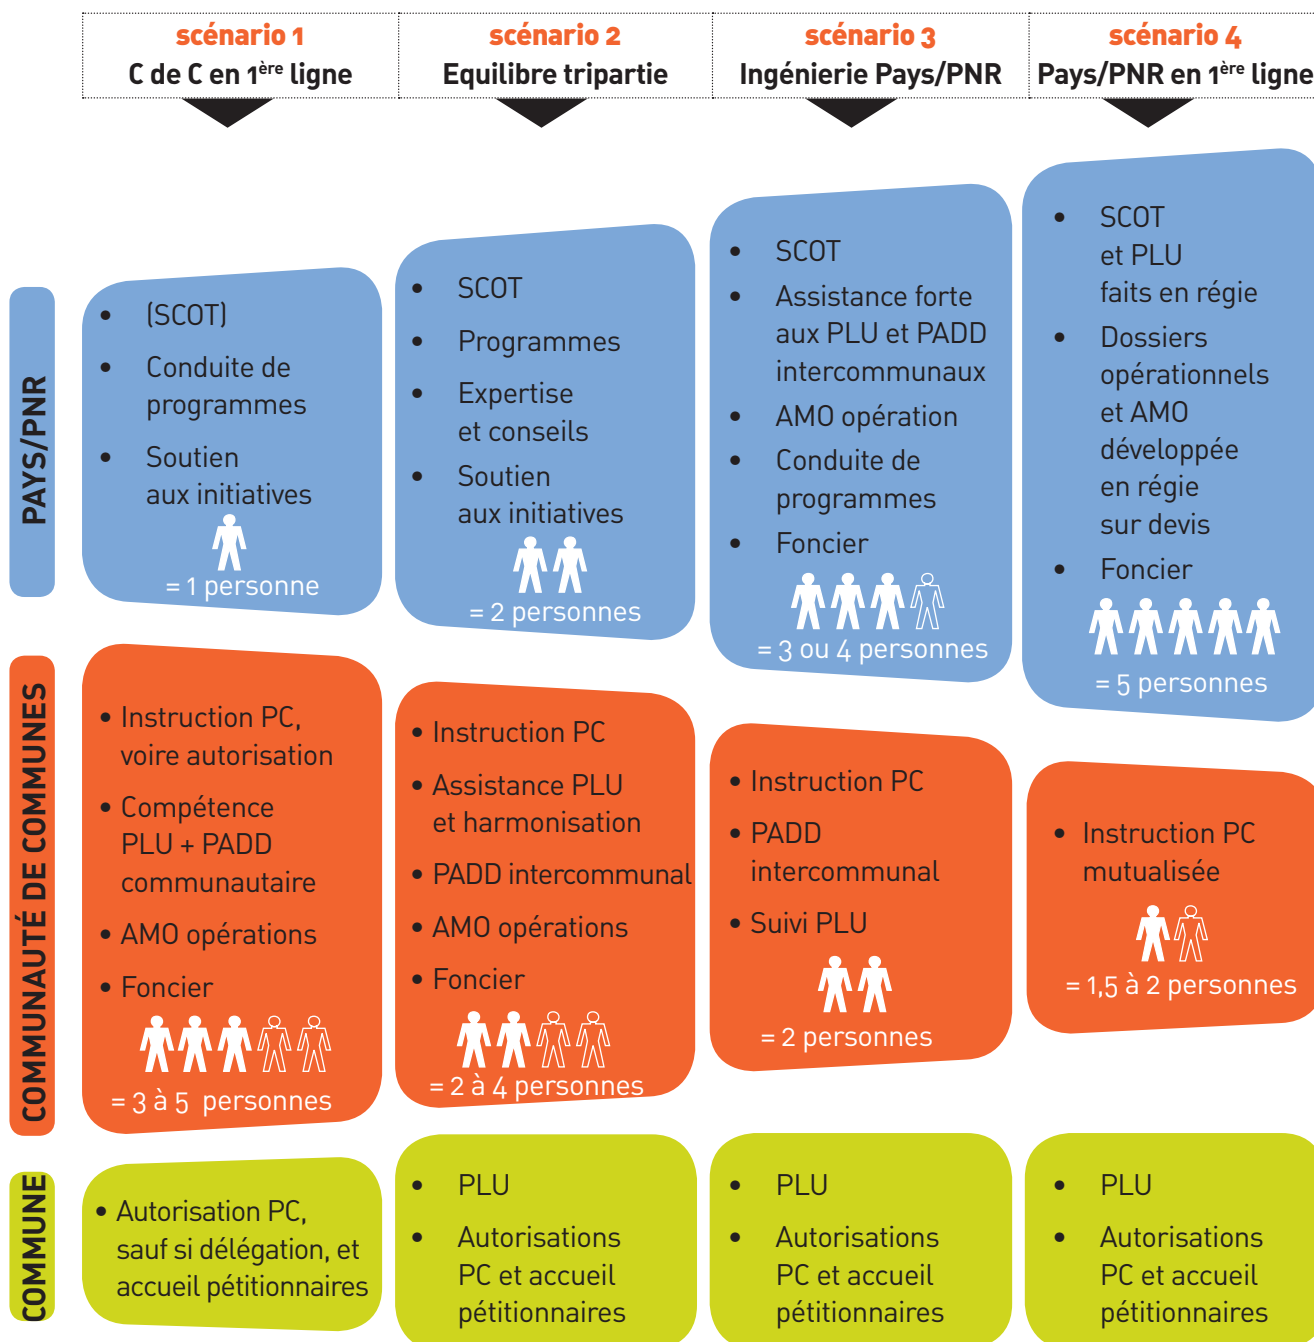 scénario 1
C de C en 1ère ligne
scénario 2
Equilibre tripartie
scénario 3
Ingénierie Pays/PNR
scénario 4
Pays/PNR en 1ère ligne
PAYS/PNR
• (SCOT)
• Conduite de
programmes
• Soutien
aux initiatives
= 1 personne
• SCOT
• Programmes
• Expertise
et conseils
• Soutien
aux initiatives
= 2 personnes
• SCOT
• Assistance forte
aux PLU et PADD
intercommunaux
• AMO opération
• Conduite de
programmes
• Foncier
= 3 ou 4 personnes
• SCOT
et PLU
faits en régie
• Dossiers
opérationnels
et AMO
développée
en régie
sur devis
• Foncier
= 5 personnes
COMMUNAUTÉ DE COMMUNES
• Instruction PC,
voire autorisation
• Compétence
PLU + PADD
communautaire
• AMO opérations
• Foncier
= 3 à 5 personnes
• Instruction PC
• Assistance PLU
et harmonisation
• PADD intercommunal
• AMO opérations
• Foncier
= 2 à 4 personnes
• Instruction PC
• PADD
intercommunal
• Suivi PLU
= 2 personnes
• Instruction PC
mutualisée
= 1,5 à 2 personnes
COMMUNE
• Autorisation PC,
sauf si délégation, et
accueil pétitionnaires
• PLU
• Autorisations
PC et accueil
pétitionnaires
• PLU
• Autorisations
PC et accueil
pétitionnaires
• PLU
• Autorisations
PC et accueil
pétitionnaires